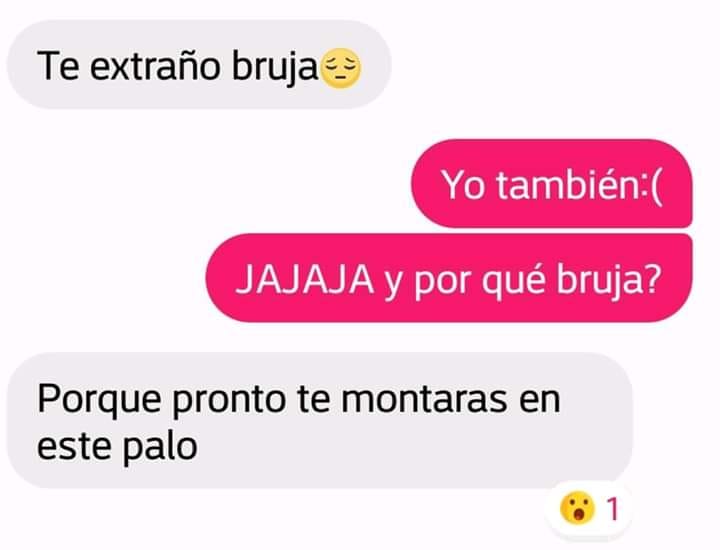 Te extraño bruja😔
Yo también:(
JAJAJA y por qué bruja?
Porque pronto te montaras en
este palo
😮 1